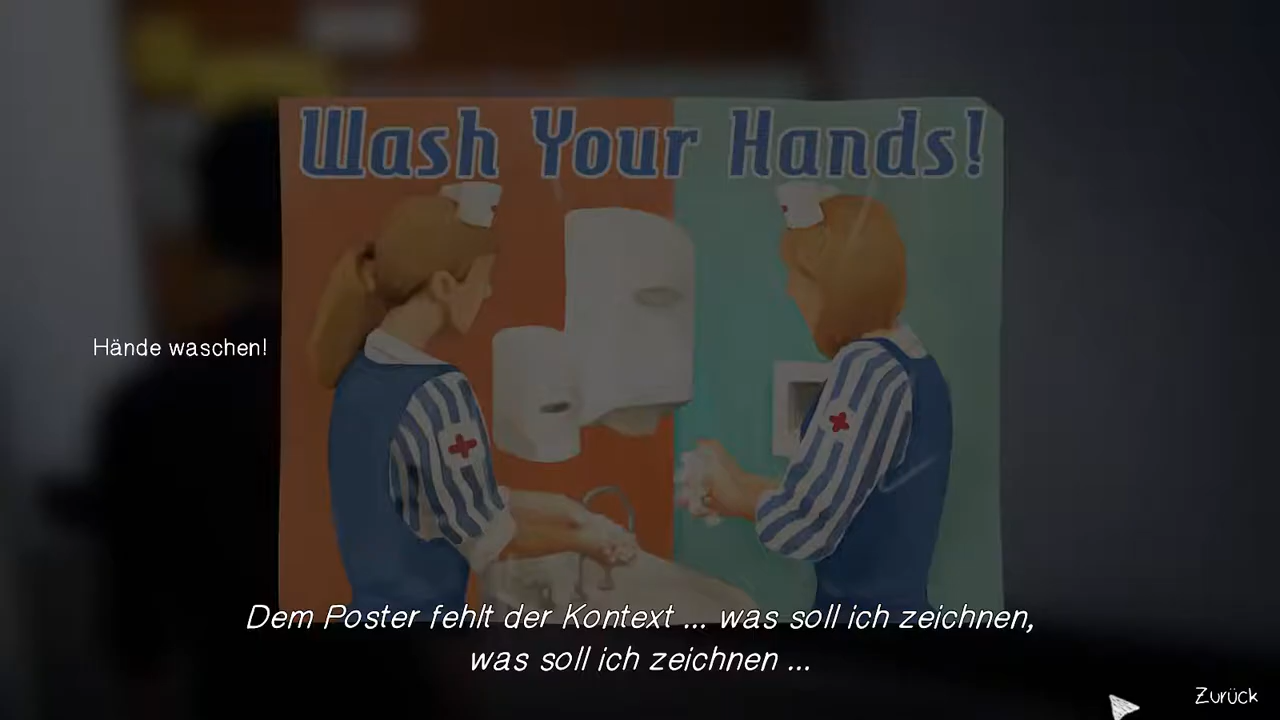 Wash Your Hands!
Hände waschen!
Dem Poster fehlt der Kontext ... was soll ich zeichnen,
was soll ich zeichnen ...
Zurück